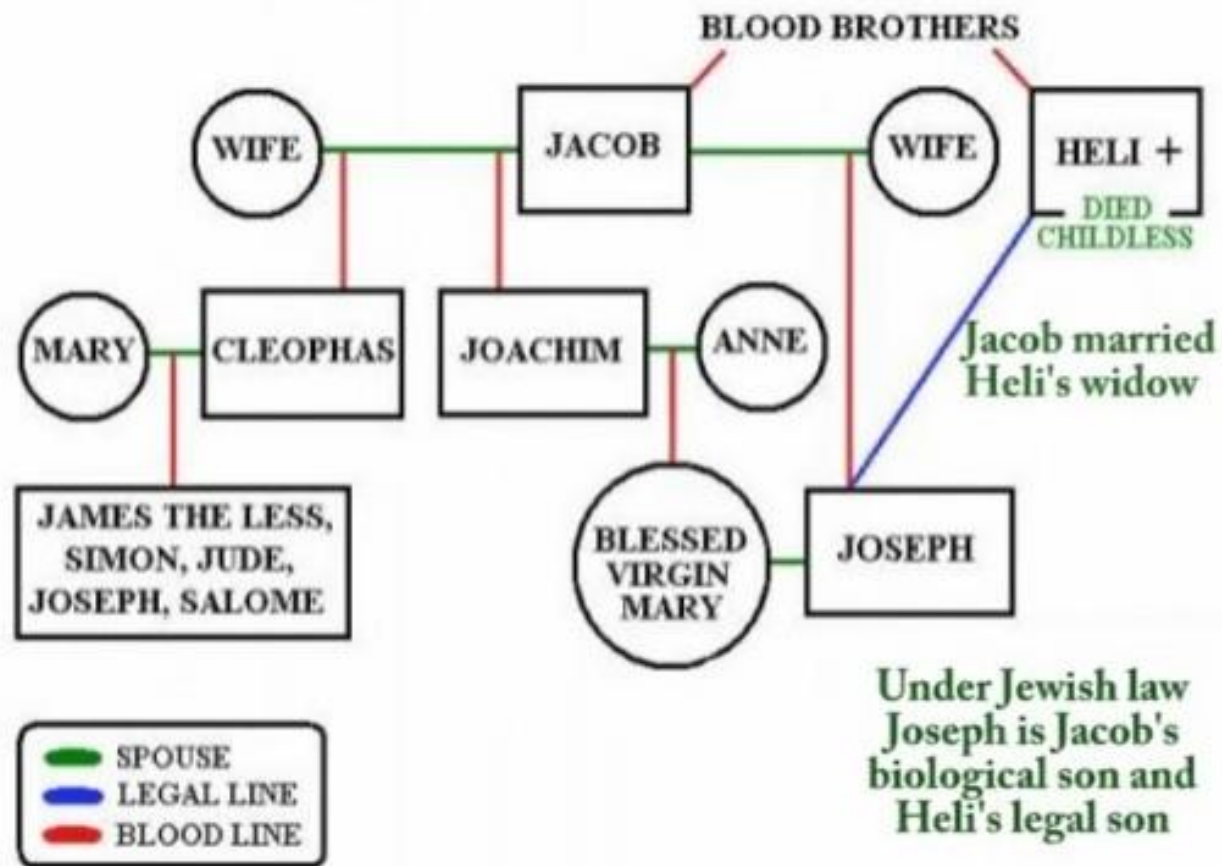 BLOOD BROTHERS
WIFE
JACOB
WIFE
HELI +
DIED
CHILDLESS
MARY
CLEOPHAS
JOACHIM
ANNE
Jacob married
Heli's widow
JAMES THE LESS,
SIMON, JUDE,
JOSEPH, SALOME
BLESSED
VIRGIN
MARY
JOSEPH
SPOUSE
LEGAL LINE
BLOOD LINE
Under Jewish law
Joseph is Jacob's
biological son and
Heli's legal son